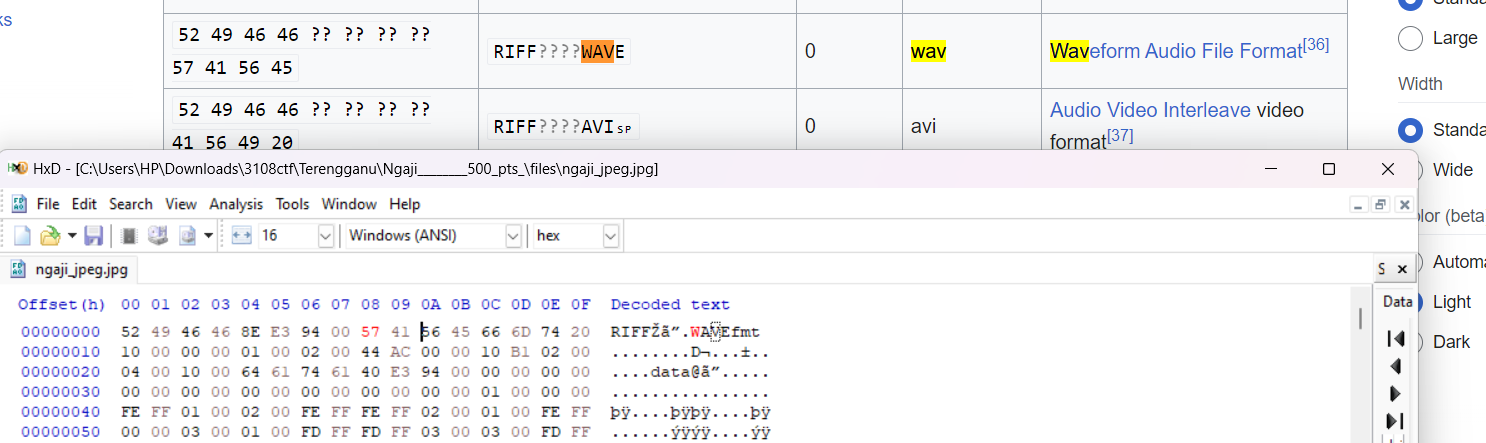 ks
52 49 46 46 ?? ?? ?? ??
57 41 56 45
RIFF????WAVE
0
wav
Waveform Audio File Format[36]
52 49 46 46 ?? ?? ?? ??
41 56 49 20
RIFF????AVI SP
0
avi
Audio Video Interleave video
format[37]
Standa
Large
Width
Standa
Wide
olor (beta
Automa
Light
Dark
HxD - [C:\Users\HP\Downloads\3108ctf\Terengganu\Ngaji________500_pts_\files\ngaji_jpeg.jpg]
File Edit Search View Analysis Tools Window Help
16 Windows (ANSI) hex
ngaji_jpeg.jpg
S
Data
Offset(h) 00 01 02 03 04 05 06 07 08 09 0A 0B 0C 0D 0E 0F Decoded text
00000000 52 49 46 46 8E E3 94 00 57 41 56 45 66 6D 74 20 RIFFŽã”.WAVEfmt
00000010 10 00 00 00 01 00 02 00 44 AC 00 00 10 B1 02 00 ........D¬...±..
00000020 04 00 10 00 64 61 74 61 40 E3 94 00 00 00 00 00 ....data@ã”.....
00000030 00 00 00 00 00 00 00 00 00 00 00 00 01 00 00 00 ................
00000040 FE FF 01 00 02 00 FE FF FE FF 02 00 01 00 FE FF þÿ....þÿþÿ....þÿ
00000050 00 00 03 00 01 00 FD FF FD FF 03 00 03 00 FD FF ......ýÿýÿ....ýÿ